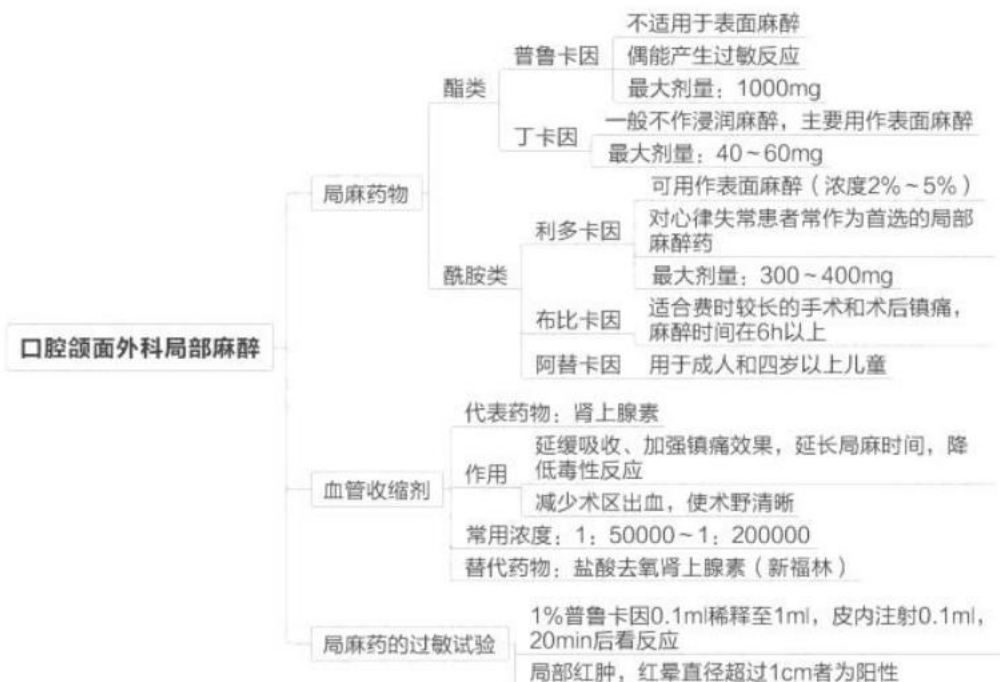 不适用于表面麻醉
普鲁卡因
偶能产生过敏反应
酯类
最大剂量：1000mg
一般不作浸润麻醉，主要用作表面麻醉
丁卡因
最大剂量：40～60mg
局麻药物
可用作表面麻醉（浓度2%～5%）
利多卡因
对心律失常患者常作为首选的局部
麻醉药
酰胺类
最大剂量：300～400mg
布比卡因
适合费时较长的手术和术后镇痛，
麻醉时间在6h以上
口腔颌面外科局部麻醉
阿替卡因
用于成人和四岁以上儿童
代表药物：肾上腺素
延缓吸收、加强镇痛效果，延长局麻时间，降
低毒性反应
作用
血管收缩剂
减少术区出血，使术野清晰
常用浓度：1：50000～1：200000
替代药物：盐酸去氧肾上腺素（新福林）
1%普鲁卡因0.1ml稀释至1ml，皮内注射0.1ml，
20min后看反应
局麻药的过敏试验
局部红肿，红晕直径超过1cm者为阳性